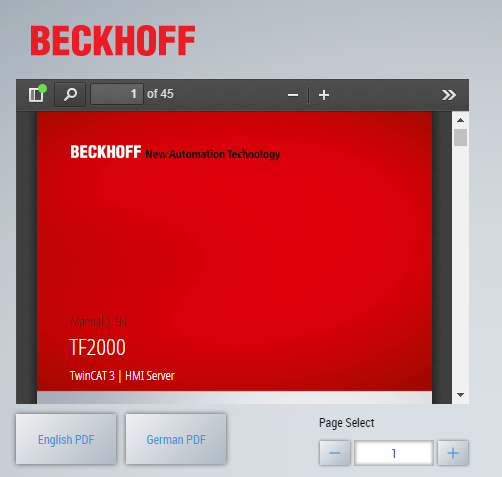 BECKHOFF
1 of 45
BECKHOFF New Automation Technology
Manual | EN
TF2000
TwinCAT 3 | HMI Server
English PDF
German PDF
Page Select
1